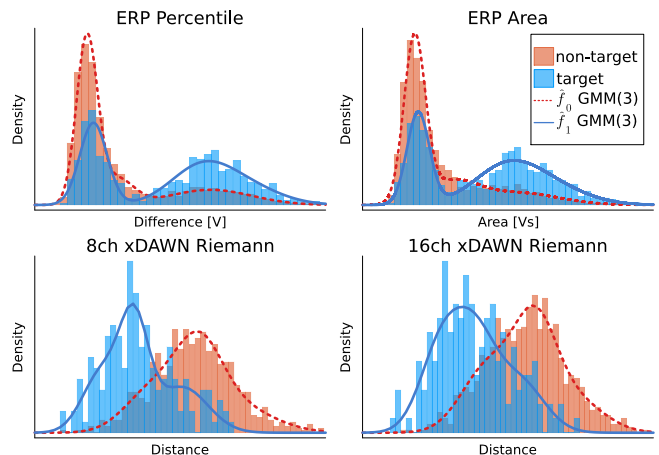 ERP Percentile
Density
Difference [V]
ERP Area
Density
Area [Vs]
non-target
target
f̂₀ GMM(3)
f̂₁ GMM(3)
8ch xDAWN Riemann
Density
Distance
16ch xDAWN Riemann
Density
Distance